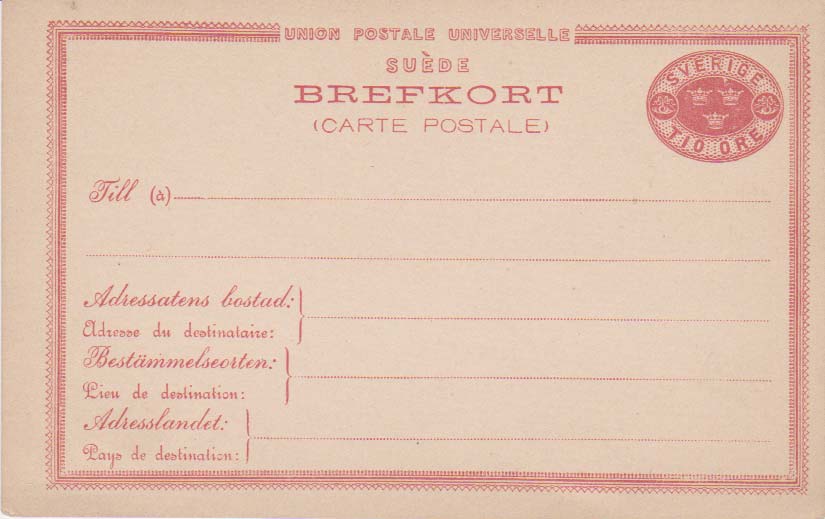 UNION POSTALE UNIVERSELLE
SUÈDE
BREFKORT
(CARTE POSTALE)
SVERIGE
TIO ÖRE
Till (à)
Adressatens bostad:
Adresse du destinataire:
Bestämmelseorten:
Lieu de destination:
Adresslandet:
Pays de destination: